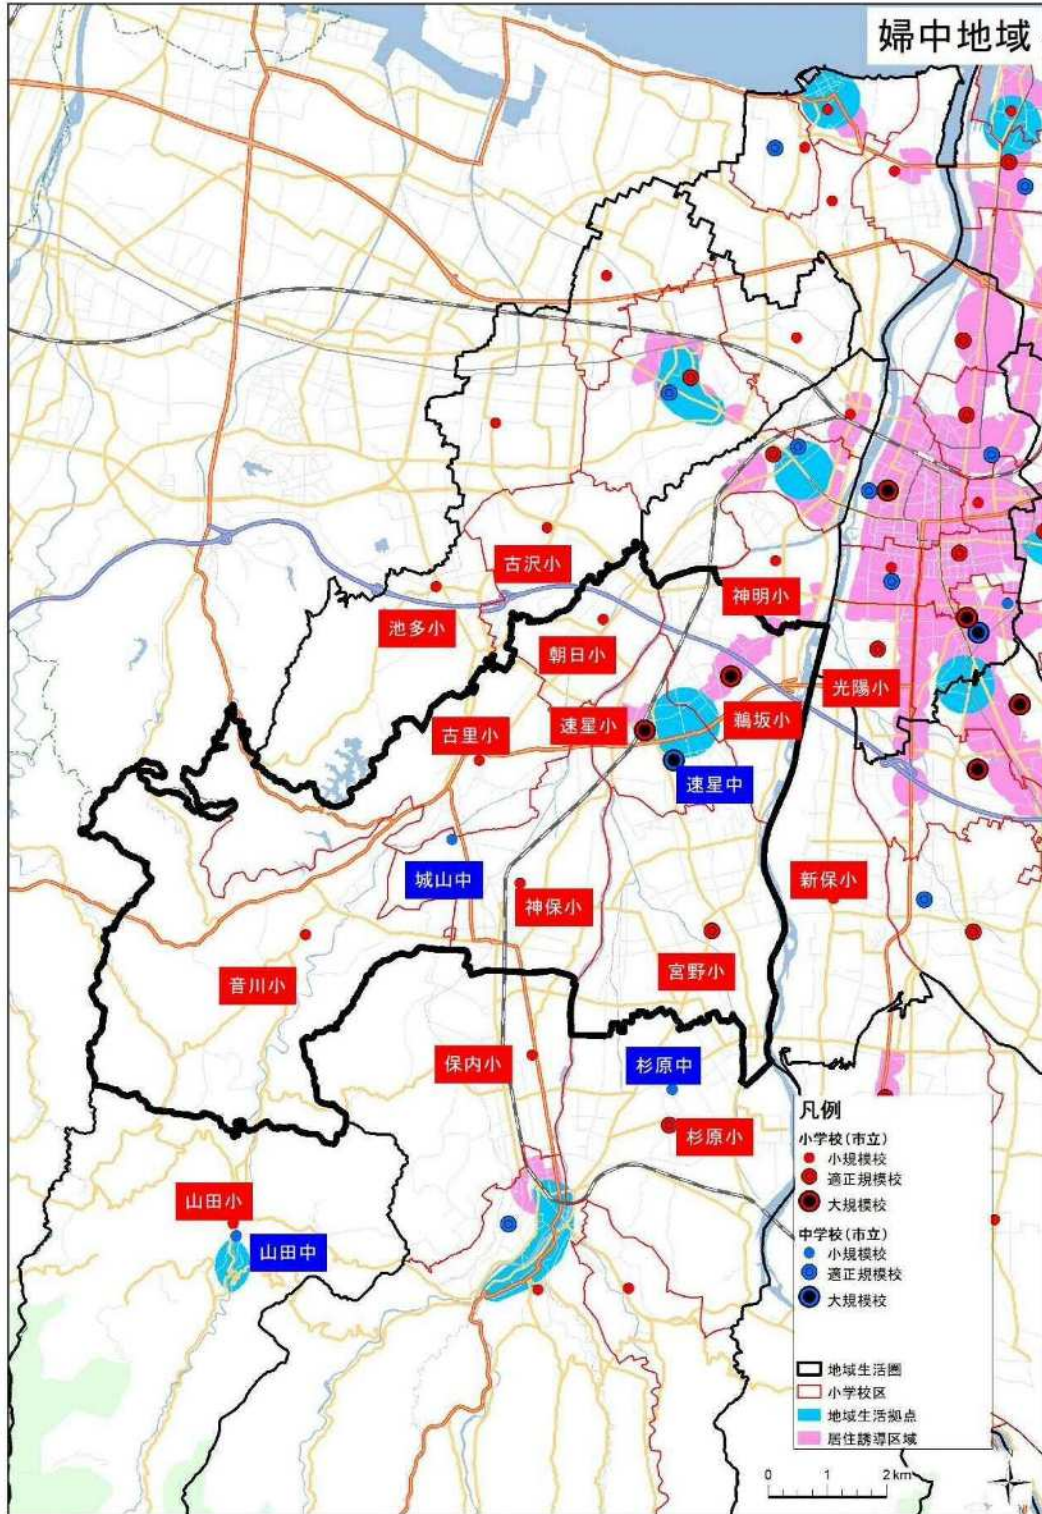 婦中地域
古沢小
神明小
池多小
朝日小
光陽小
古里小
速星小
鵜坂小
速星中
城山中
神保小
新保小
音川小
宮野小
保内小
杉原中
杉原小
山田小
山田中
凡例
小学校(市立)
小規模校
適正規模校
大規模校
中学校(市立)
小規模校
適正規模校
大規模校
地域生活圏
小学校区
地域生活拠点
居住誘導区域
0 1 2 km
N